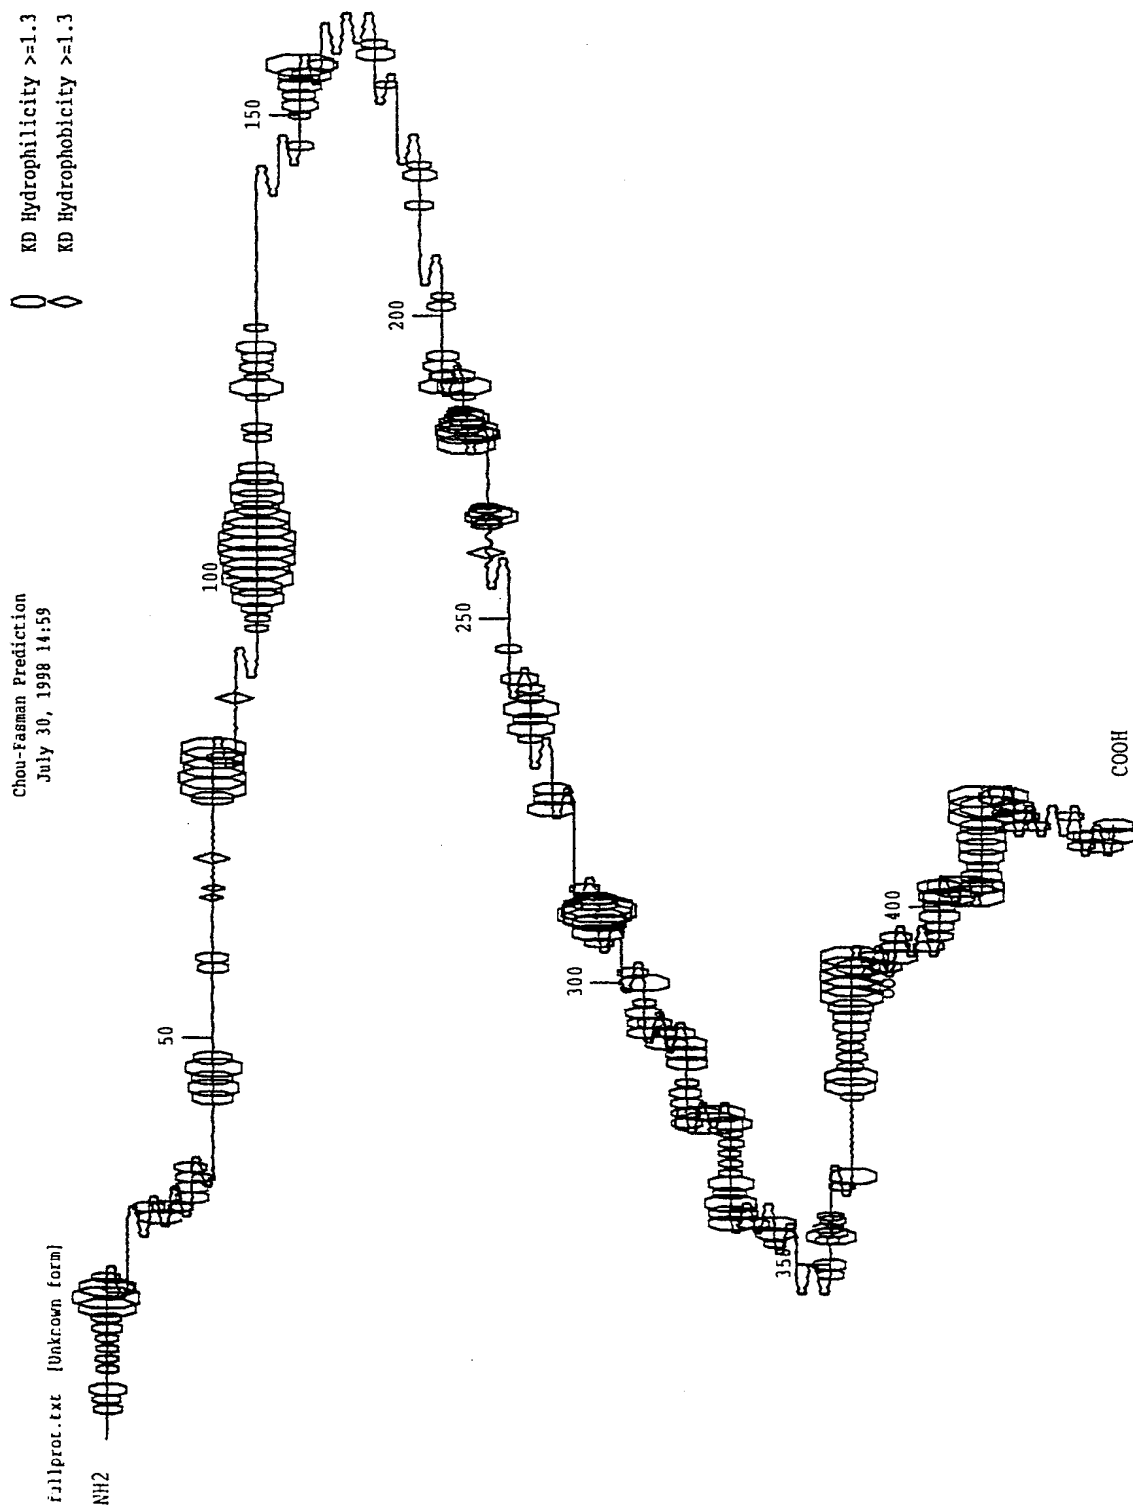 Chou-Fasman Prediction
July 30, 1998 14:59
KD Hydrophilicity >=1.3
KD Hydrophobicity >=1.3
fullprot.txt [Unknown form]
NH2
50
100
150
200
250
300
350
400
COOH